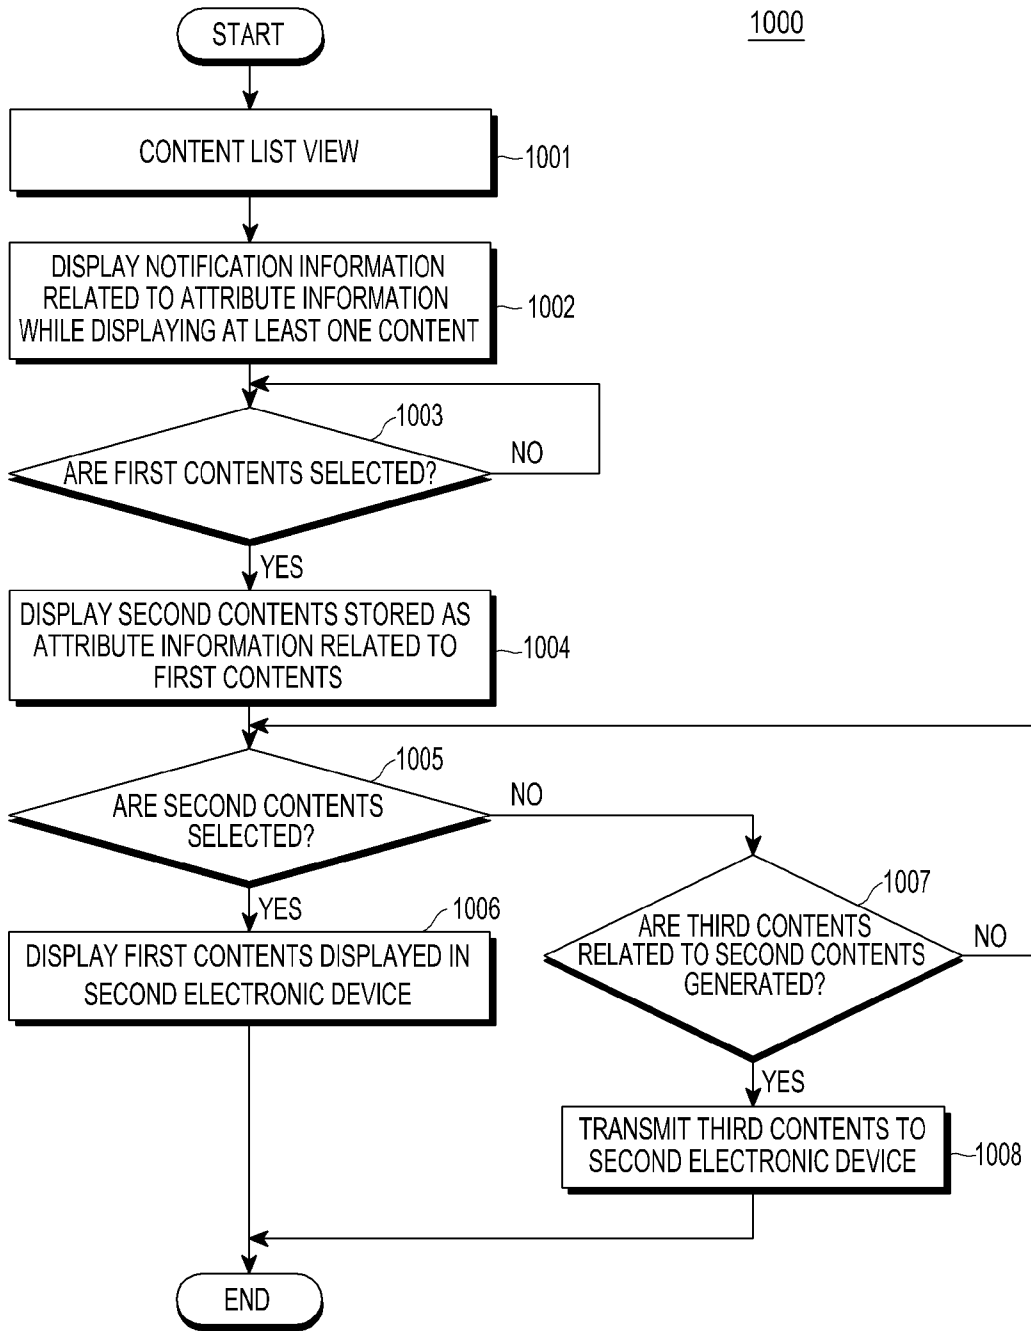 START
1000
CONTENT LIST VIEW
1001
DISPLAY NOTIFICATION INFORMATION
RELATED TO ATTRIBUTE INFORMATION
WHILE DISPLAYING AT LEAST ONE CONTENT
1002
1003
ARE FIRST CONTENTS SELECTED?
NO
YES
DISPLAY SECOND CONTENTS STORED AS
ATTRIBUTE INFORMATION RELATED TO
FIRST CONTENTS
1004
1005
ARE SECOND CONTENTS
SELECTED?
NO
YES
1006
DISPLAY FIRST CONTENTS DISPLAYED IN
SECOND ELECTRONIC DEVICE
1007
ARE THIRD CONTENTS
RELATED TO SECOND CONTENTS
GENERATED?
NO
YES
TRANSMIT THIRD CONTENTS TO
SECOND ELECTRONIC DEVICE
1008
END